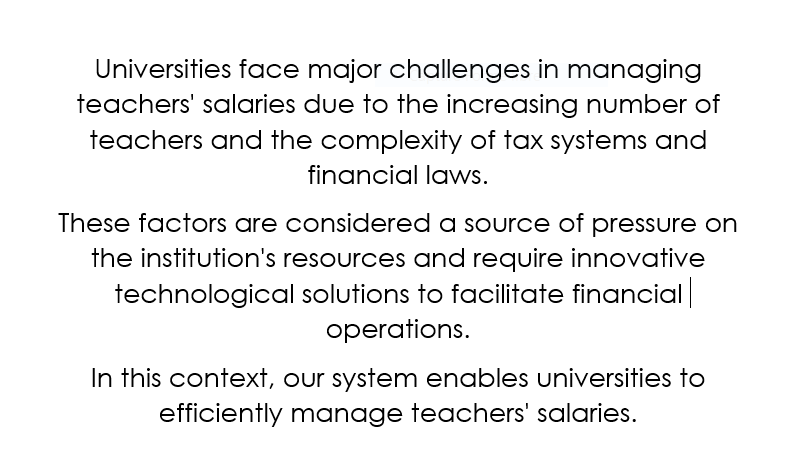 Universities face major challenges in managing
teachers' salaries due to the increasing number of
teachers and the complexity of tax systems and
financial laws.
These factors are considered a source of pressure on
the institution's resources and require innovative
technological solutions to facilitate financial
operations.
In this context, our system enables universities to
efficiently manage teachers' salaries.